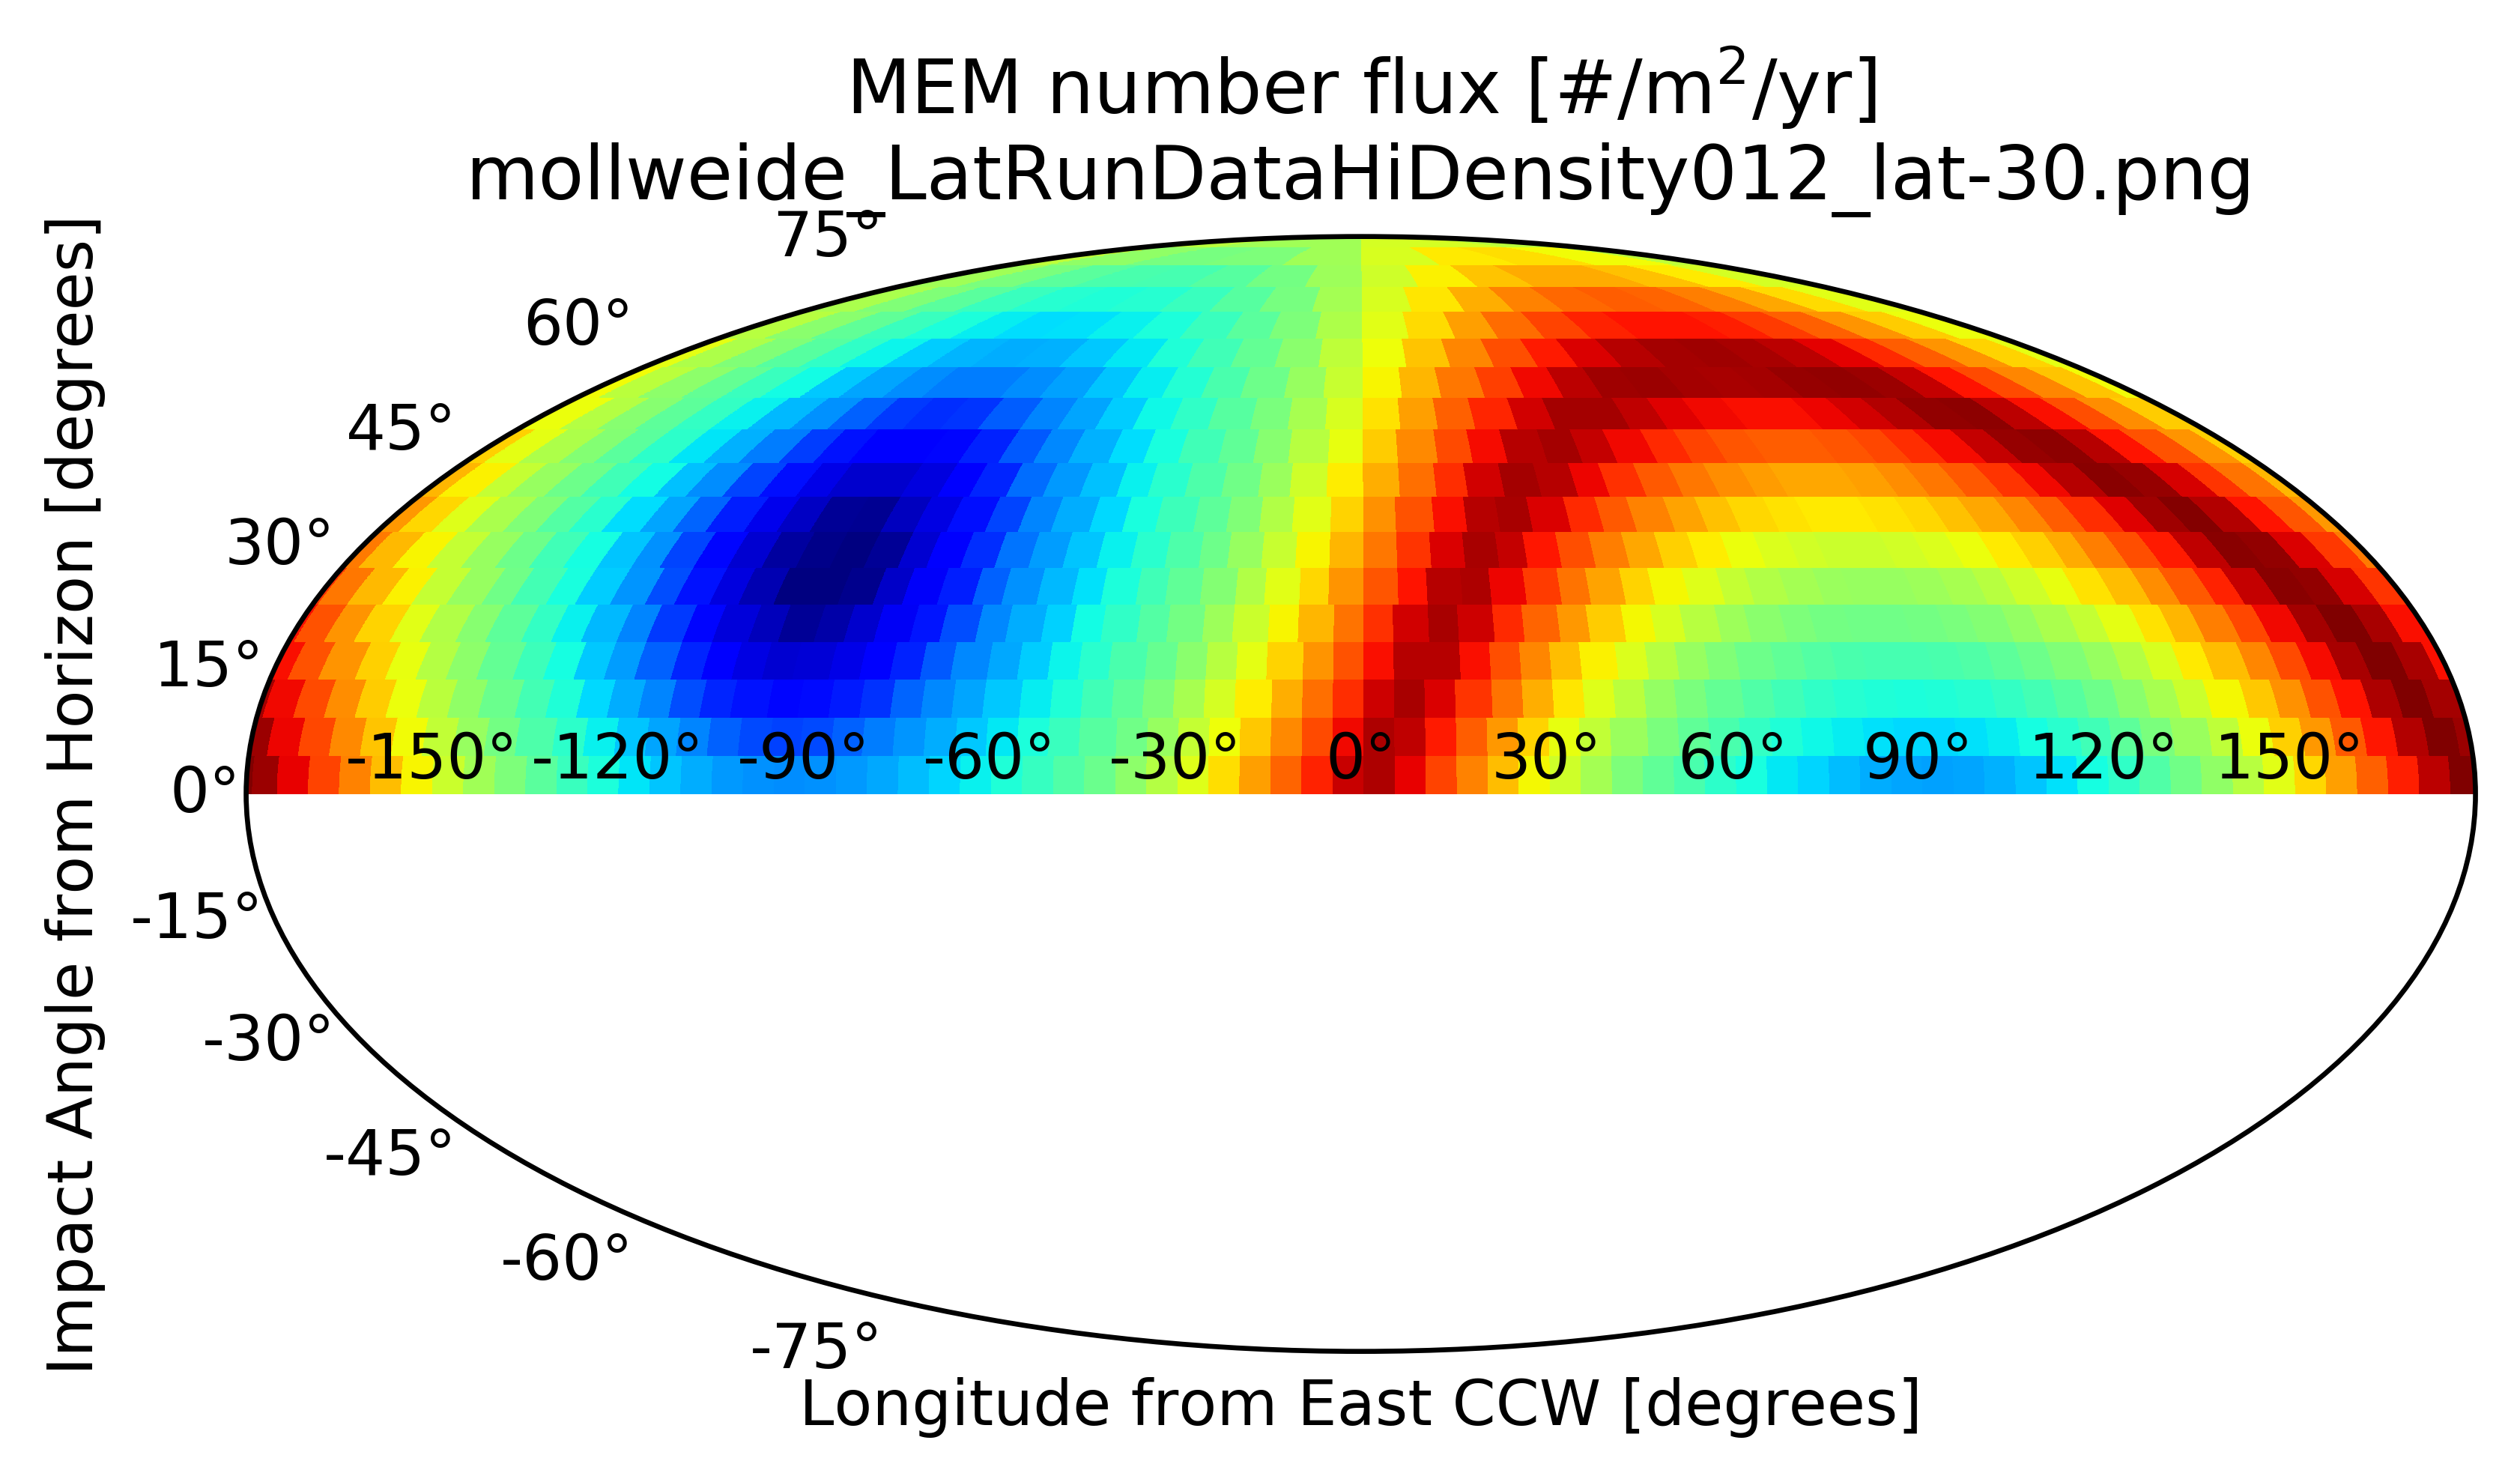 MEM number flux [#/m²/yr]
mollweide_LatRunDataHiDensity012_lat-30.png
75°
60°
45°
30°
15°
0°
-150° -120° -90° -60° -30° 0° 30° 60° 90° 120° 150°
-15°
-30°
-45°
-60°
-75°
Impact Angle from Horizon [degrees]
Longitude from East CCW [degrees]